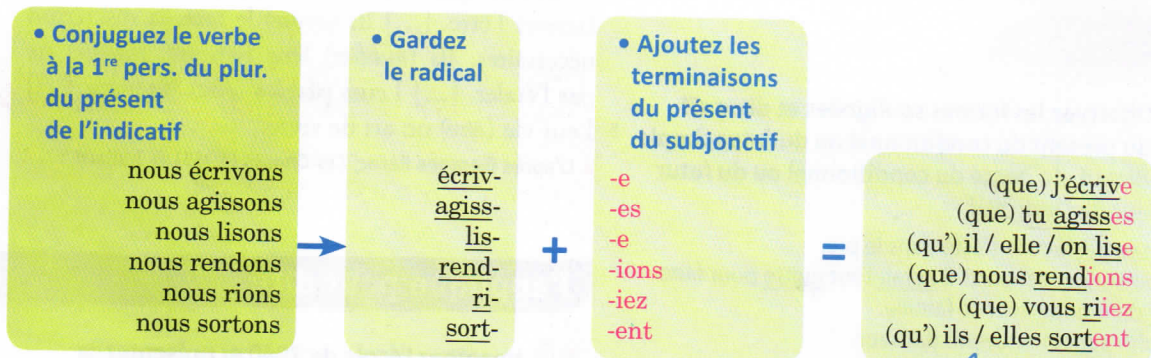 • Conjuguez le verbe
à la 1re pers. du plur.
du présent
de l'indicatif
nous écrivons
nous agissons
nous lisons
nous rendons
nous rions
nous sortons
• Gardez
le radical
écriv-
agiss-
lis-
rend-
ri-
sort-
+
• Ajoutez les
terminaisons
du présent
du subjonctif
-e
-es
-e
-ions
-iez
-ent
=
(que) j'écrive
(que) tu agisses
(qu') il / elle / on lise
(que) nous rendions
(que) vous riiez
(qu') ils / elles sortent